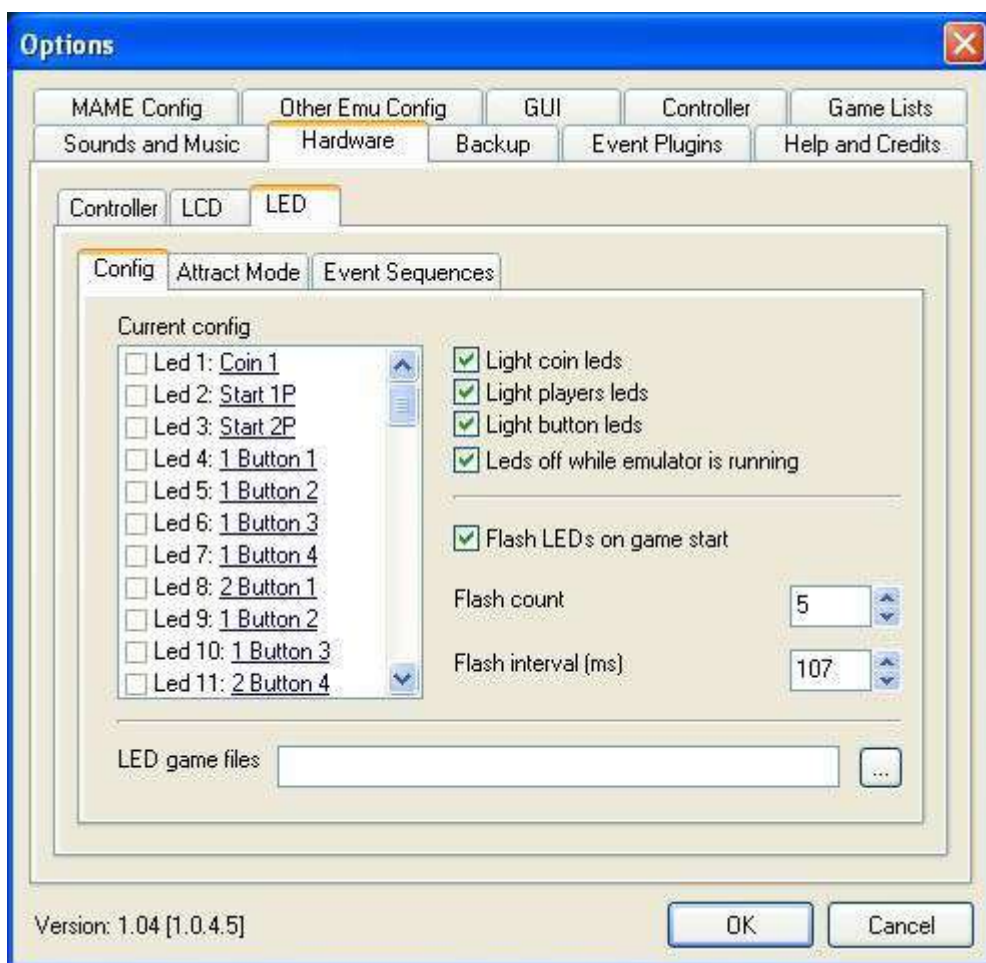 Options
MAME Config Other Emu Config GUI Controller Game Lists
Sounds and Music Hardware Backup Event Plugins Help and Credits
Controller LCD LED
Config Attract Mode Event Sequences
Current config
Led 1: Coin 1
Led 2: Start 1P
Led 3: Start 2P
Led 4: 1 Button 1
Led 5: 1 Button 2
Led 6: 1 Button 3
Led 7: 1 Button 4
Led 8: 2 Button 1
Led 9: 1 Button 2
Led 10: 1 Button 3
Led 11: 2 Button 4
Light coin leds
Light players leds
Light button leds
Leds off while emulator is running
Flash LEDs on game start
Flash count 5
Flash interval (ms) 107
LED game files ...
Version: 1.04 [1.0.4.5] OK Cancel